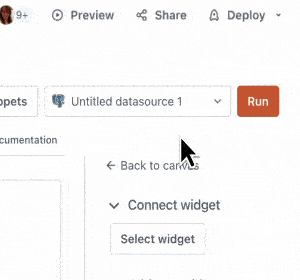 9+ Preview Share Deploy
ppets Untitled datasource 1 Run
cumentation
Back to canvas
Connect widget
Select widget